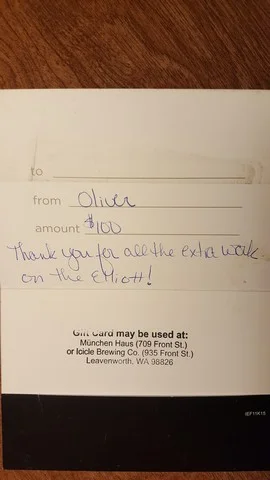 to
from Oliver
amount $100
Thank you for all the extra work
on the Elliott!
Gift Card may be used at:
München Haus (709 Front St.)
or Icicle Brewing Co. (935 Front St.)
Leavenworth, WA 98826